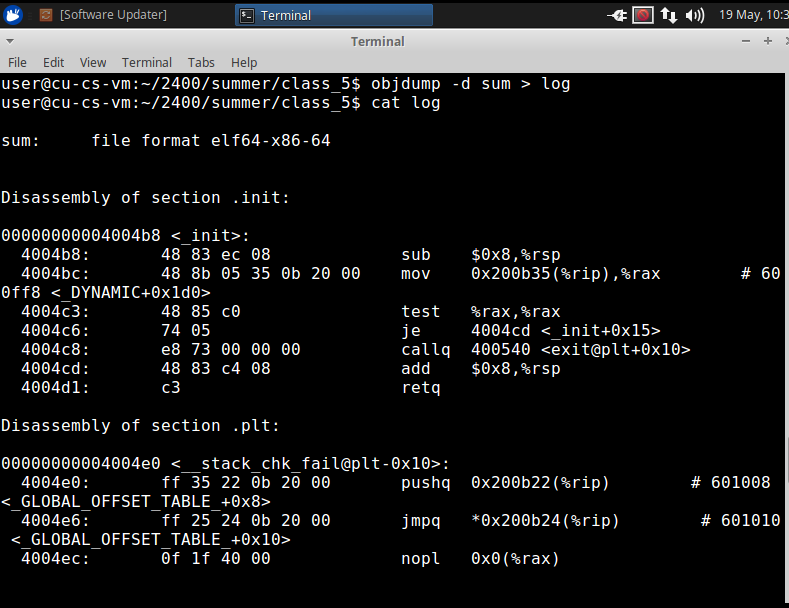 [Software Updater]
Terminal
19 May, 10:3
Terminal
File Edit View Terminal Tabs Help
user@cu-cs-vm:~/2400/summer/class_5$ objdump -d sum > log
user@cu-cs-vm:~/2400/summer/class_5$ cat log
sum:     file format elf64-x86-64
Disassembly of section .init:
00000000004004b8 <_init>:
  4004b8:       48 83 ec 08             sub    $0x8,%rsp
  4004bc:       48 8b 05 35 0b 20 00    mov    0x200b35(%rip),%rax        # 60
0ff8 <_DYNAMIC+0x1d0>
  4004c3:       48 85 c0                test   %rax,%rax
  4004c6:       74 05                   je     4004cd <_init+0x15>
  4004c8:       e8 73 00 00 00          callq  400540 <exit@plt+0x10>
  4004cd:       48 83 c4 08             add    $0x8,%rsp
  4004d1:       c3                      retq
Disassembly of section .plt:
00000000004004e0 <__stack_chk_fail@plt-0x10>:
  4004e0:       ff 35 22 0b 20 00       pushq  0x200b22(%rip)        # 601008
<_GLOBAL_OFFSET_TABLE_+0x8>
  4004e6:       ff 25 24 0b 20 00       jmpq   *0x200b24(%rip)        # 601010
 <_GLOBAL_OFFSET_TABLE_+0x10>
  4004ec:       0f 1f 40 00             nopl   0x0(%rax)